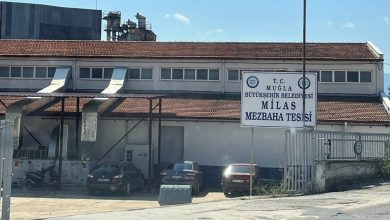 T.C.
MUĞLA
BÜYÜKŞEHİR BELEDİYESİ
MİLAS
MEZBAHA TESİSİ